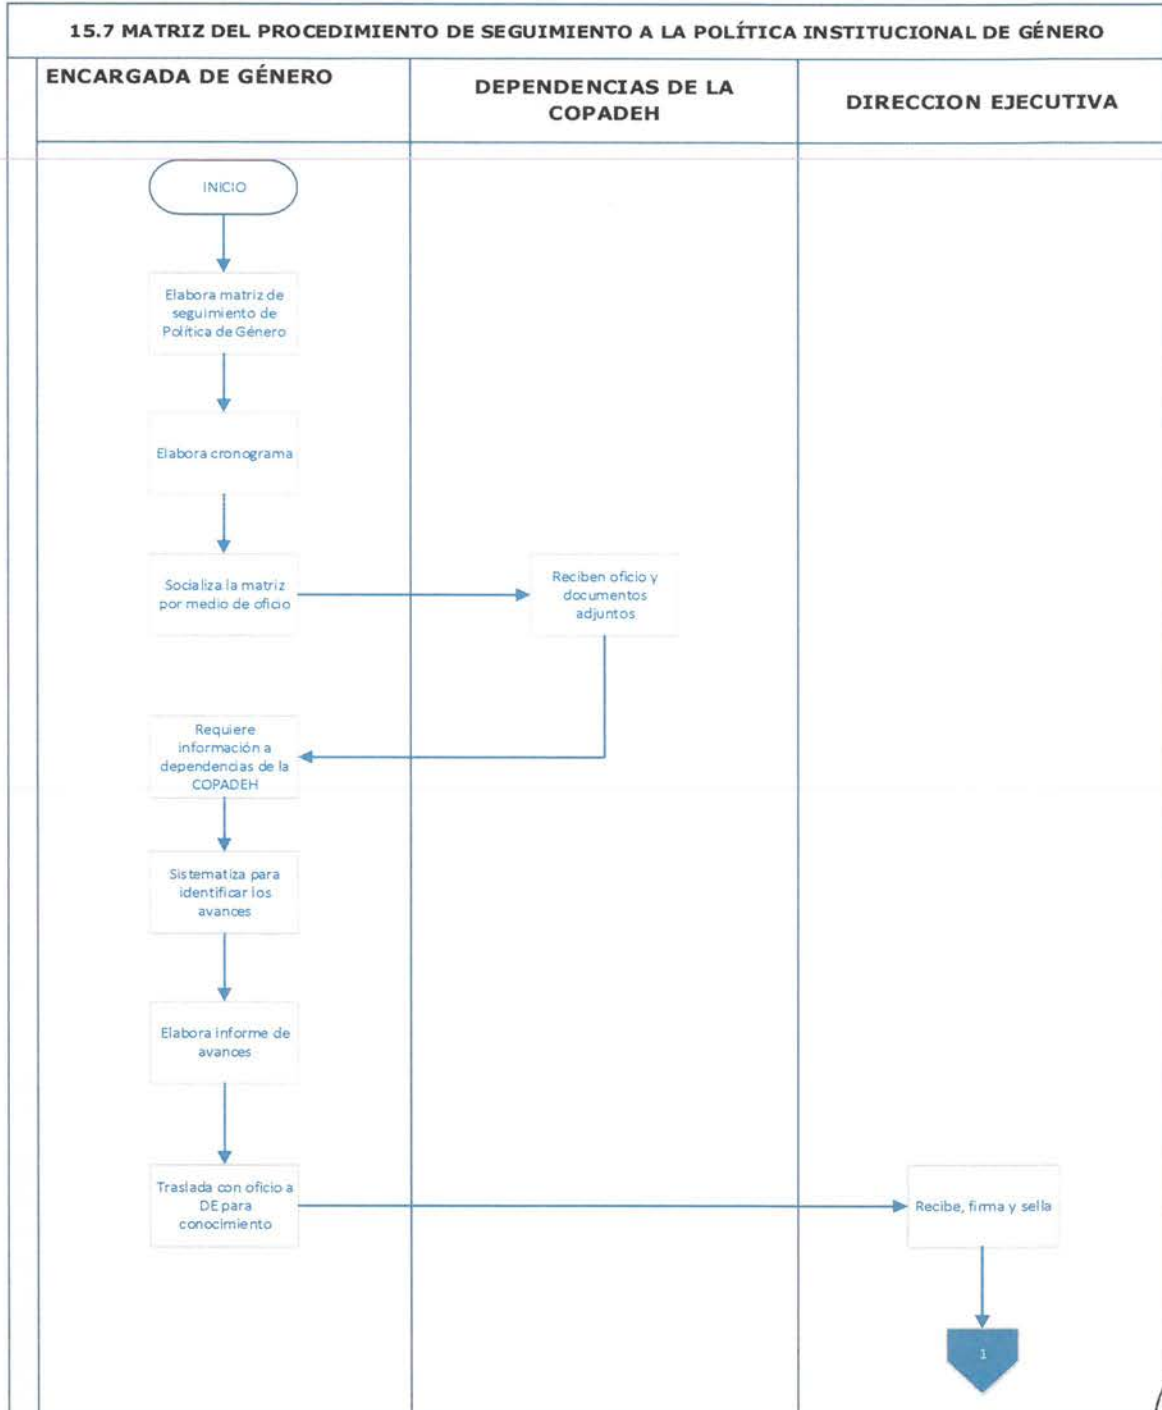 15.7 MATRIZ DEL PROCEDIMIENTO DE SEGUIMIENTO A LA POLÍTICA INSTITUCIONAL DE GÉNERO
ENCARGADA DE GÉNERO
DEPENDENCIAS DE LA
COPADEH
DIRECCION EJECUTIVA
INICIO
Elabora matriz de
seguimiento de
Política de Género
Elabora cronograma
Socializa la matriz
por medio de oficio
Reciben oficio y
documentos
adjuntos
Requiere
información a
dependencias de la
COPADEH
Sistematiza para
identificar los
avances
Elabora informe de
avances
Traslada con oficio a
DE para
conocimiento
Recibe, firma y sella
1